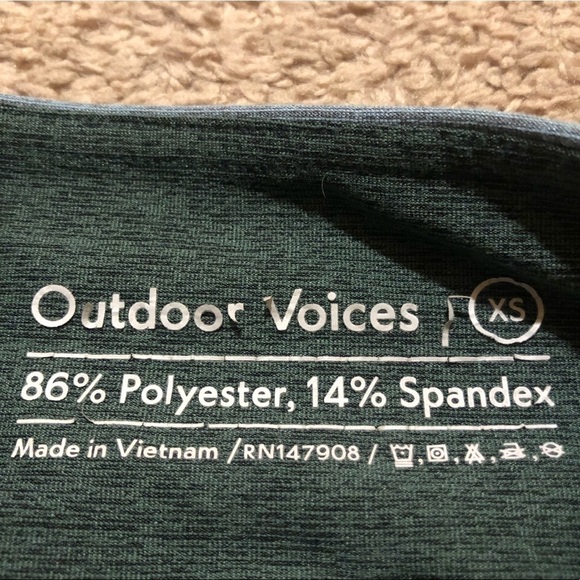 Outdoor Voices / XS
86% Polyester, 14% Spandex
Made in Vietnam / RN147908 /